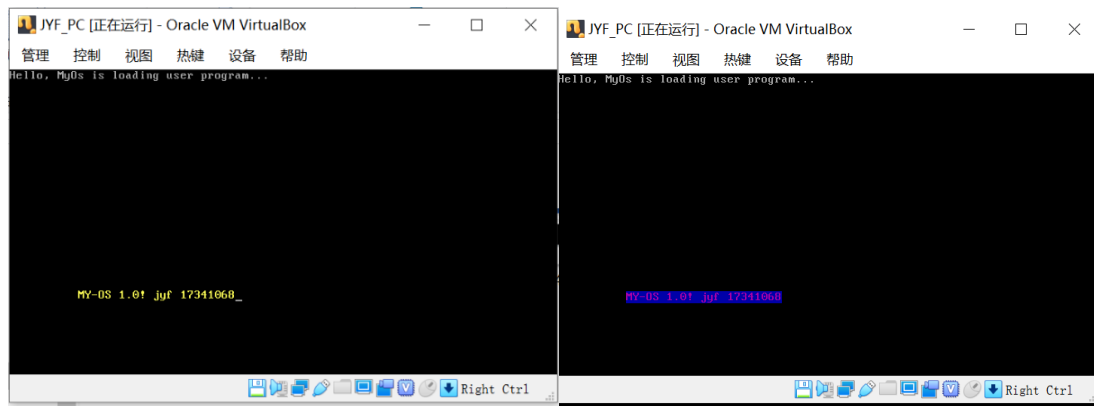 JYF_PC [正在运行] - Oracle VM VirtualBox
管理 控制 视图 热键 设备 帮助
Hello, MyOs is loading user program...
MY-OS 1.0! jyf 17341068_
Right Ctrl
JYF_PC [正在运行] - Oracle VM VirtualBox
管理 控制 视图 热键 设备 帮助
Hello, MyOs is loading user program...
MY-OS 1.0! jyf 17341068
Right Ctrl